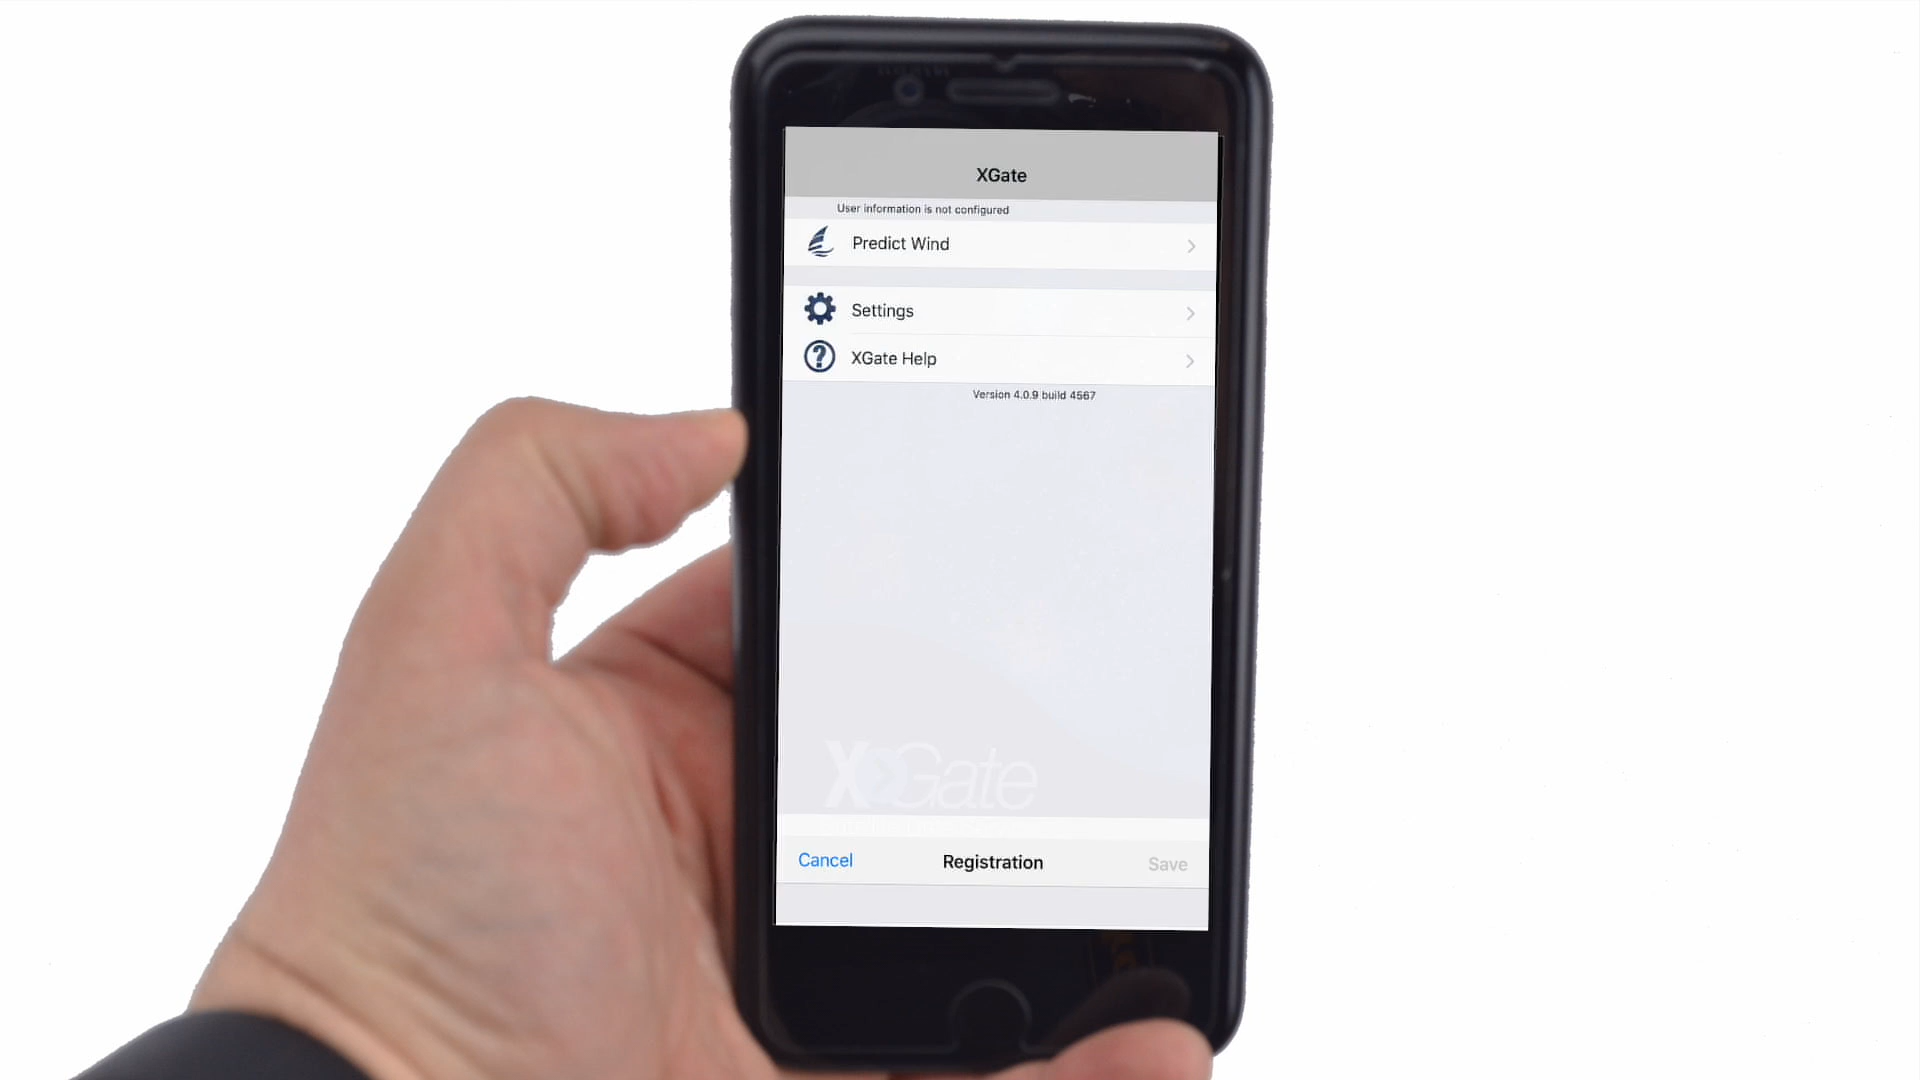 XGate
User information is not configured
Predict Wind
Settings
XGate Help
Version 4.0.9 build 4567
XGate
Cancel
Registration
Save